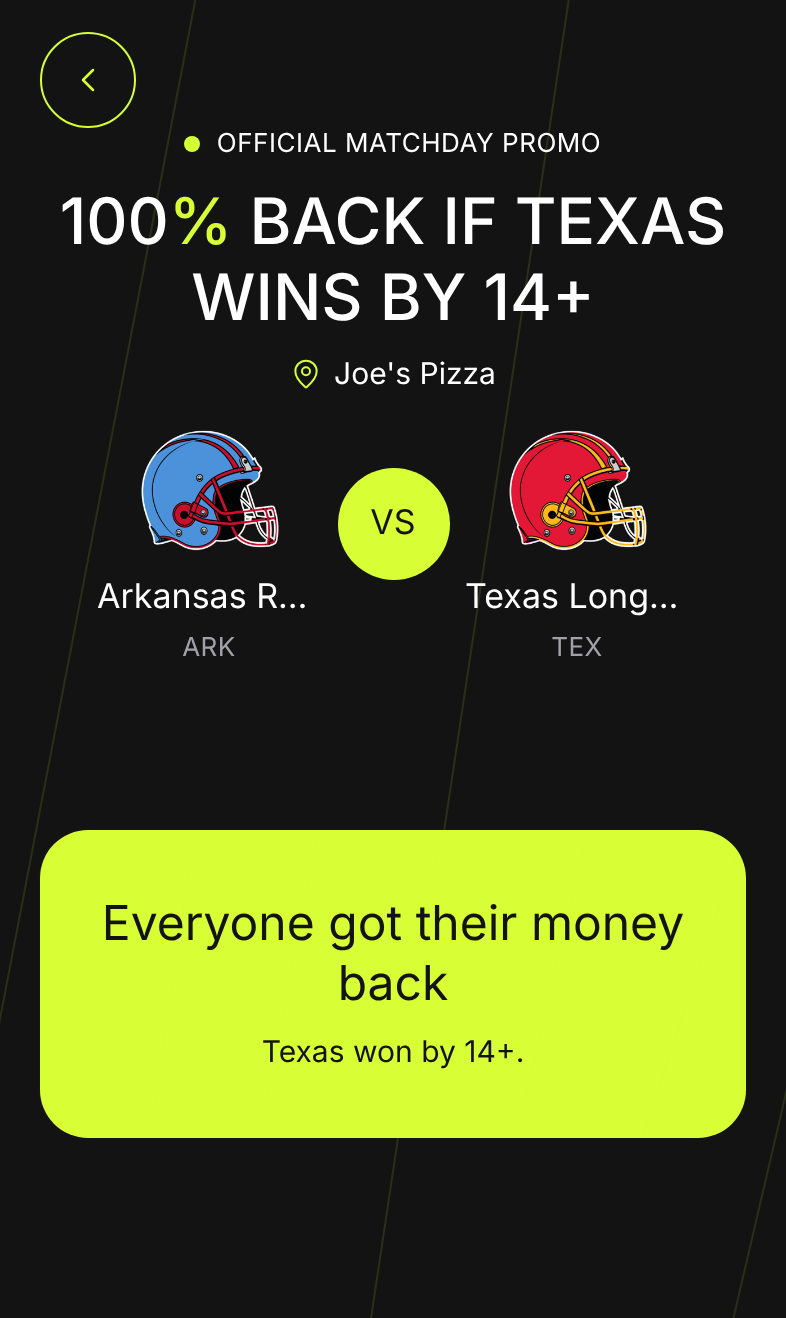 OFFICIAL MATCHDAY PROMO
100% BACK IF TEXAS
WINS BY 14+
Joe's Pizza
VS
Arkansas R...
Texas Long...
ARK
TEX
Everyone got their money
back
Texas won by 14+.